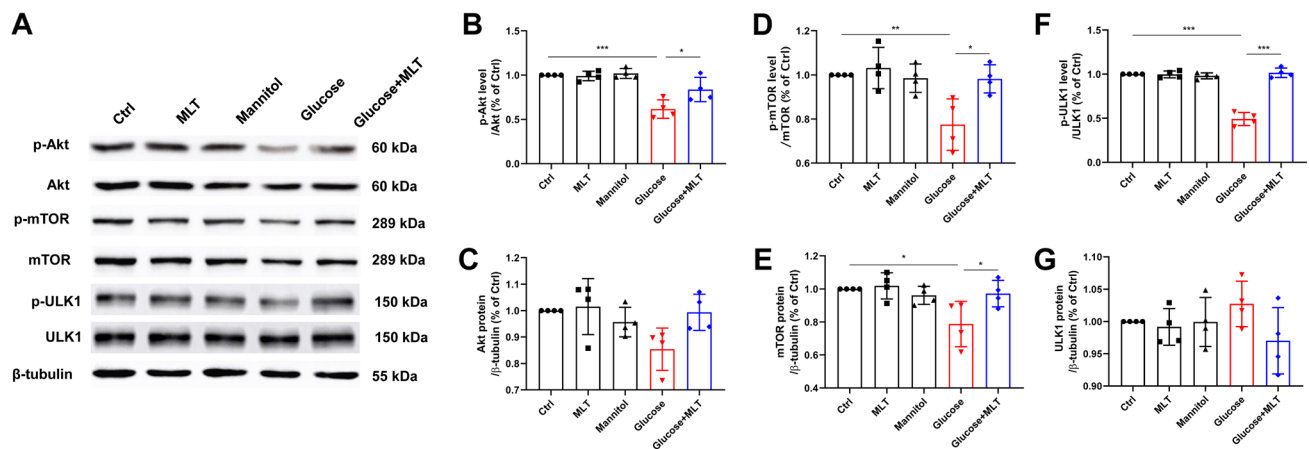 A
Ctrl
MLT
Mannitol
Glucose
Glucose+MLT
p-Akt
60 kDa
Akt
60 kDa
p-mTOR
289 kDa
mTOR
289 kDa
p-ULK1
150 kDa
ULK1
150 kDa
β-tubulin
55 kDa
B
p-Akt level
/Akt (% of Ctrl)
1.5
1.0
0.5
0.0
***
*
Ctrl
MLT
Mannitol
Glucose
Glucose+MLT
D
p-mTOR level
/mTOR (% of Ctrl)
1.2
1.0
0.8
0.6
**
*
Ctrl
MLT
Mannitol
Glucose
Glucose+MLT
F
p-ULK1 level
/ULK1 (% of Ctrl)
1.5
1.0
0.5
0.0
***
***
Ctrl
MLT
Mannitol
Glucose
Glucose+MLT
C
Akt protein
/β-tubulin (% of Ctrl)
1.2
1.1
1.0
0.9
0.8
0.7
Ctrl
MLT
Mannitol
Glucose
Glucose+MLT
E
mTOR protein
/β-tubulin (% of Ctrl)
1.2
1.0
0.8
0.6
0.4
*
*
Ctrl
MLT
Mannitol
Glucose
Glucose+MLT
G
ULK1 protein
/β-tubulin (% of Ctrl)
1.10
1.05
1.00
0.95
0.90
Ctrl
MLT
Mannitol
Glucose
Glucose+MLT